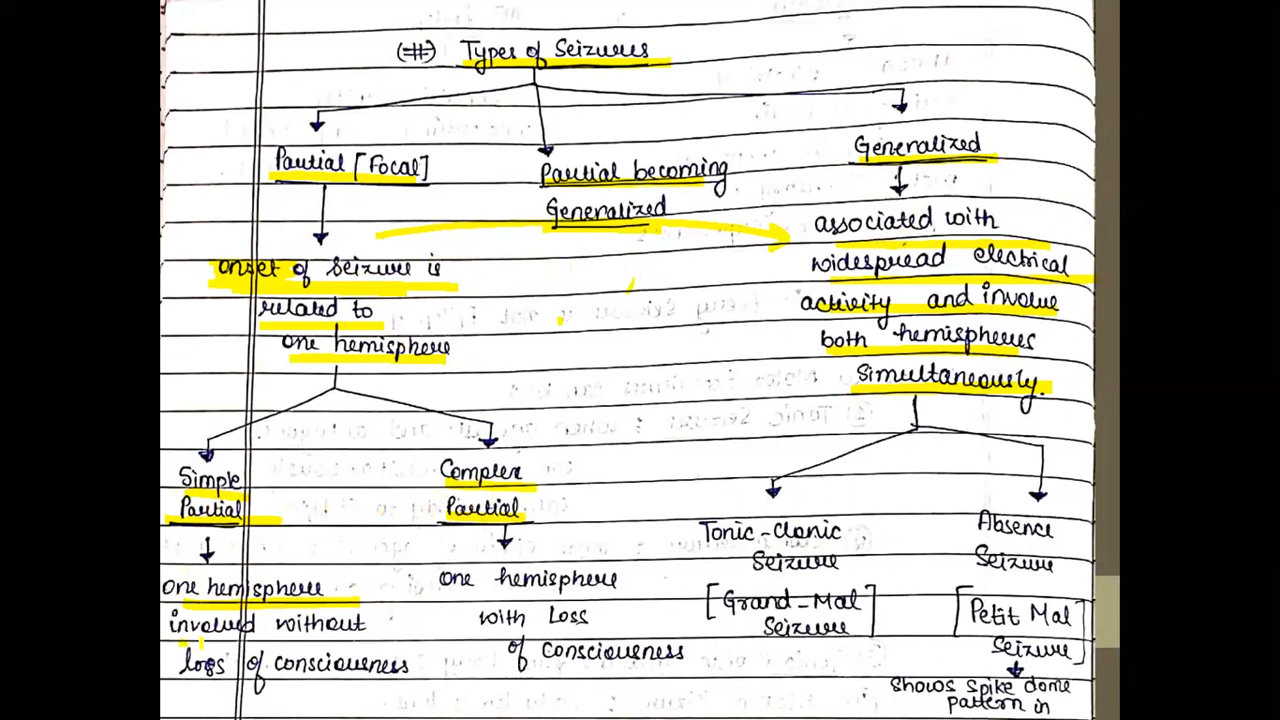 (#) Types of Seizures
Partial [Focal]
onset of seizure is
related to
one hemisphere
Simple
Partial
one hemisphere
involved without
loss of consciousness
Complex
Partial
one hemisphere
with Loss
of consciousness
Partial becoming
Generalized
Generalized
associated with
widespread electrical
activity and involve
both hemispheres
Simultaneously.
Tonic-clonic
Seizure
[Grand-Mal
Seizure]
Absence
Seizure
[Petit Mal
Seizure]
shows spike dome
pattern in